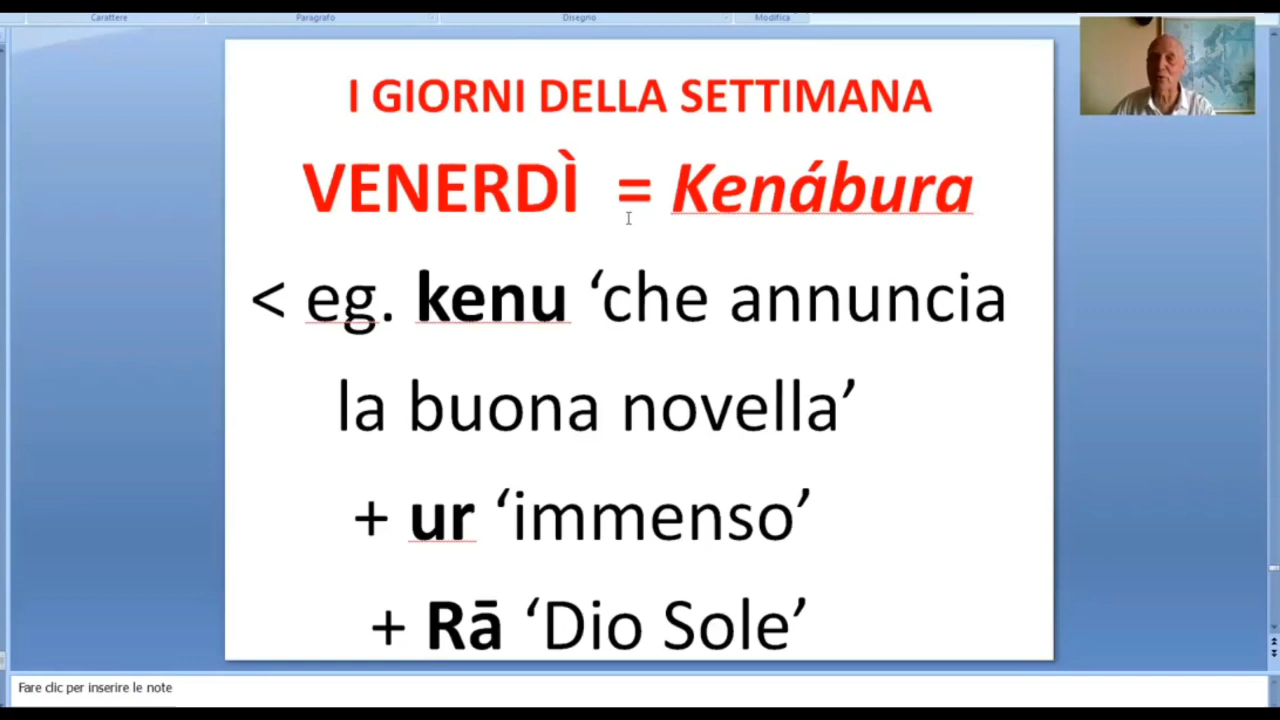 Carattere Paragrafo Disegno Modifica
I GIORNI DELLA SETTIMANA
VENERDÌ = Kenábura
< eg. kenu ‘che annuncia
la buona novella’
+ ur ‘immenso’
+ Rā ‘Dio Sole’
Fare clic per inserire le note